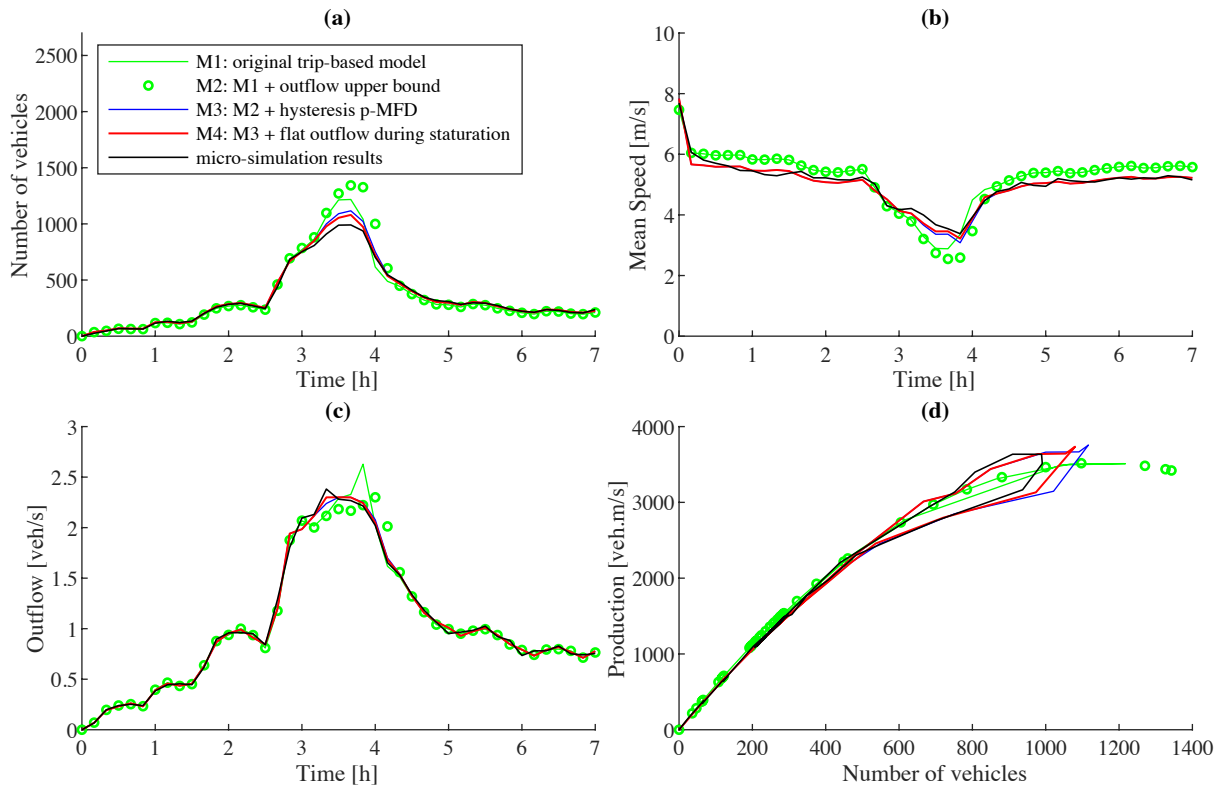 (a)
2500
2000
1500
1000
500
0
Number of vehicles
M1: original trip-based model
M2: M1 + outflow upper bound
M3: M2 + hysteresis p-MFD
M4: M3 + flat outflow during staturation
micro-simulation results
0 1 2 3 4 5 6 7
Time [h]
(b)
10
8
6
4
2
0
Mean Speed [m/s]
0 1 2 3 4 5 6 7
Time [h]
(c)
3
2.5
2
1.5
1
0.5
0
Outflow [veh/s]
0 1 2 3 4 5 6 7
Time [h]
(d)
4000
3000
2000
1000
0
Production [veh.m/s]
0 200 400 600 800 1000 1200 1400
Number of vehicles